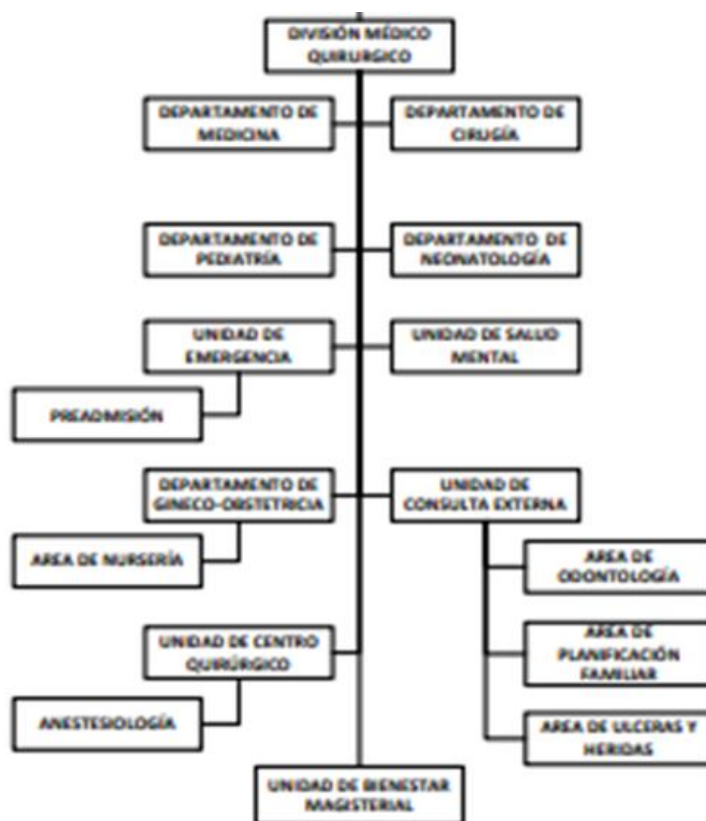 DIVISIÓN MÉDICO
QUIRURGICO
DEPARTAMENTO DE
MEDICINA
DEPARTAMENTO DE
CIRUGÍA
DEPARTAMENTO DE
PEDIATRÍA
DEPARTAMENTO DE
NEONATOLOGÍA
UNIDAD DE
EMERGENCIA
UNIDAD DE SALUD
MENTAL
PREADMISIÓN
DEPARTAMENTO DE
GINECO-OBSTETRICIA
UNIDAD DE
CONSULTA EXTERNA
AREA DE NURSERÍA
AREA DE
ODONTOLOGÍA
UNIDAD DE CENTRO
QUIRÚRGICO
AREA DE
PLANIFICACIÓN
FAMILIAR
ANESTESIOLOGÍA
AREA DE ULCERAS Y
HERIDAS
UNIDAD DE BIENESTAR
MAGISTERIAL